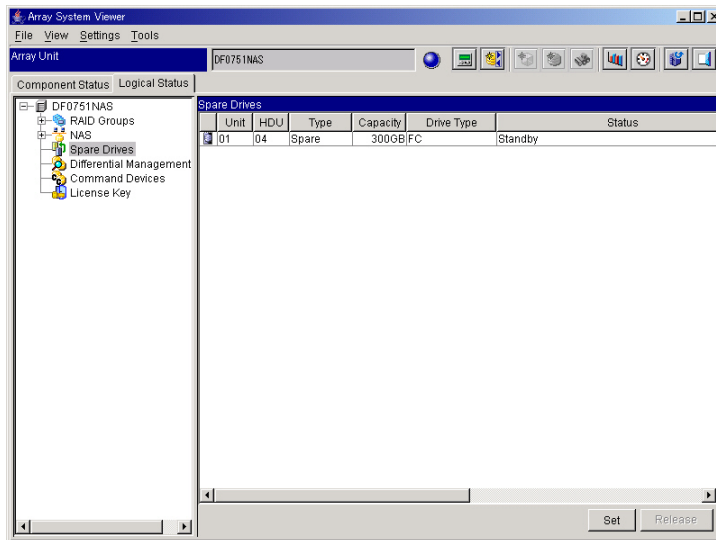 Array System Viewer
File View Settings Tools
Array Unit
DF0751NAS
Component Status Logical Status
DF0751NAS
RAID Groups
NAS
Spare Drives
Differential Management
Command Devices
License Key
Spare Drives
Unit HDU Type Capacity Drive Type Status
01 04 Spare 300GB FC Standby
Set Release